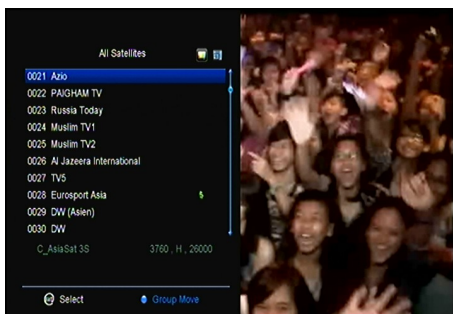 All Satellites
0021 Azio
0022 PAIGHAM TV
0023 Russia Today
0024 Muslim TV1
0025 Muslim TV2
0026 Al Jazeera International
0027 TV5
0028 Eurosport Asia $
0029 DW (Asien)
0030 DW
C_AsiaSat 3S 3760 , H , 26000
Select Group Move